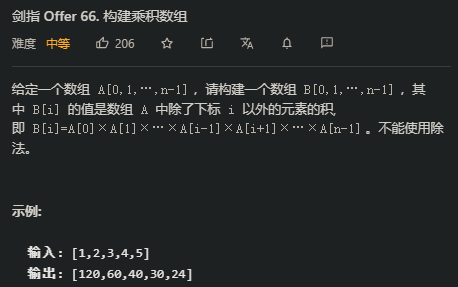 剑指 Offer 66. 构建乘积数组
难度 中等 206
给定一个数组 A[0,1,…,n-1]，请构建一个数组 B[0,1,…,n-1]，其
中 B[i] 的值是数组 A 中除了下标 i 以外的元素的积,
即 B[i]=A[0]×A[1]×…×A[i-1]×A[i+1]×…×A[n-1]。不能使用除
法。
示例:
输入: [1,2,3,4,5]
输出: [120,60,40,30,24]